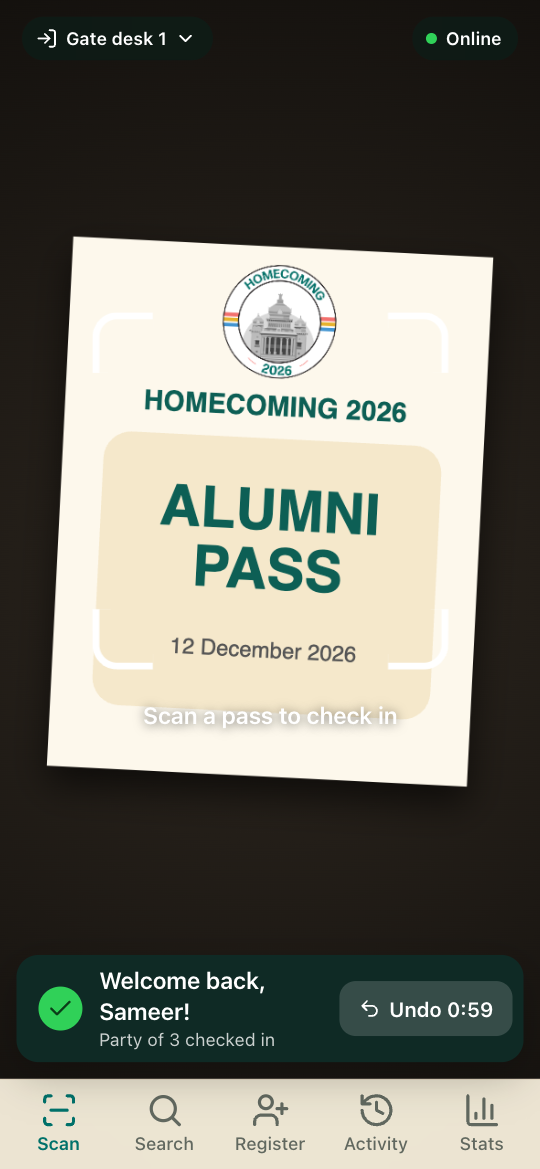 Gate desk 1
Online
HOMECOMING
2026
HOMECOMING 2026
ALUMNI
PASS
12 December 2026
Scan a pass to check in
Welcome back,
Sameer!
Party of 3 checked in
Undo 0:59
Scan
Search
Register
Activity
Stats